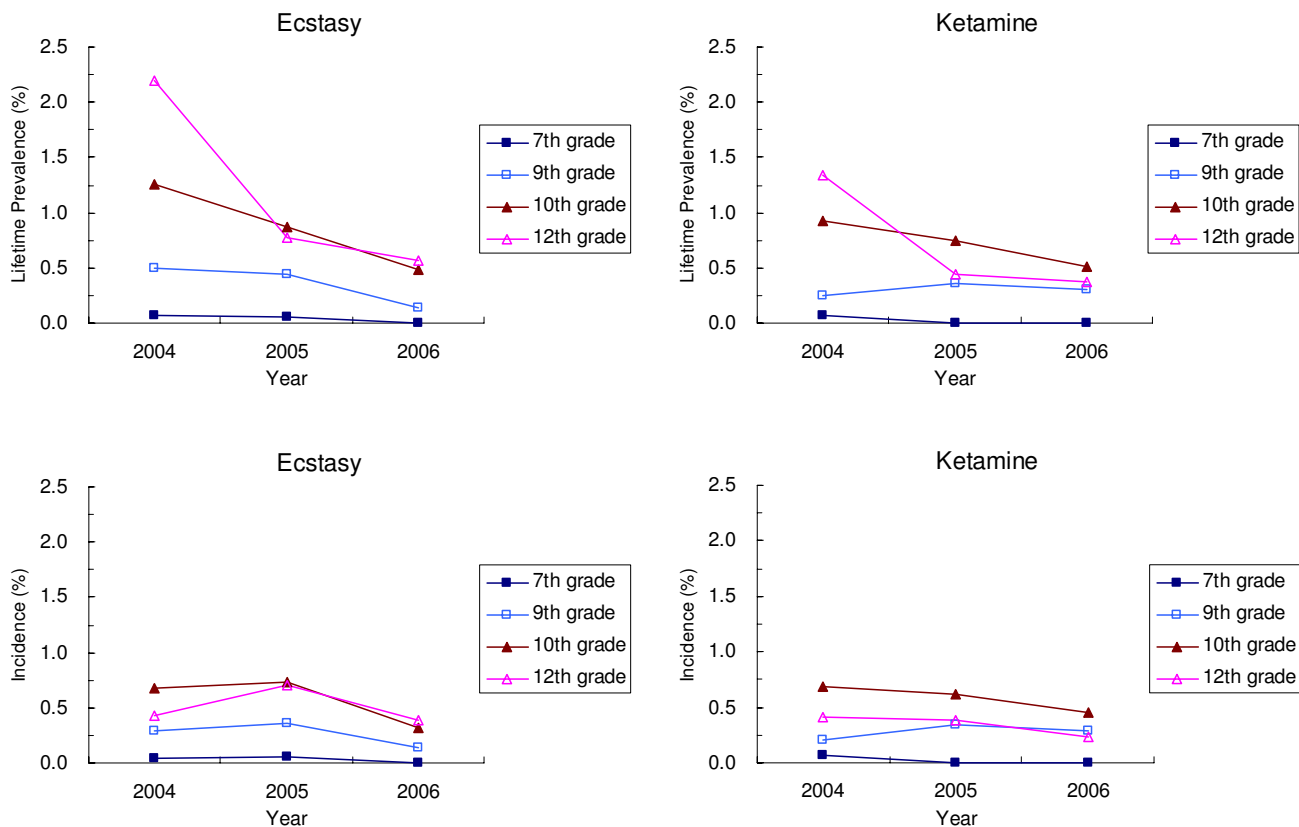 Ecstasy
Lifetime Prevalence (%)
2.5
2.0
1.5
1.0
0.5
0.0
2004 2005 2006
Year
7th grade
9th grade
10th grade
12th grade
Ketamine
Lifetime Prevalence (%)
2.5
2.0
1.5
1.0
0.5
0.0
2004 2005 2006
Year
7th grade
9th grade
10th grade
12th grade
Ecstasy
Incidence (%)
2.5
2.0
1.5
1.0
0.5
0.0
2004 2005 2006
Year
7th grade
9th grade
10th grade
12th grade
Ketamine
Incidence (%)
2.5
2.0
1.5
1.0
0.5
0.0
2004 2005 2006
Year
7th grade
9th grade
10th grade
12th grade